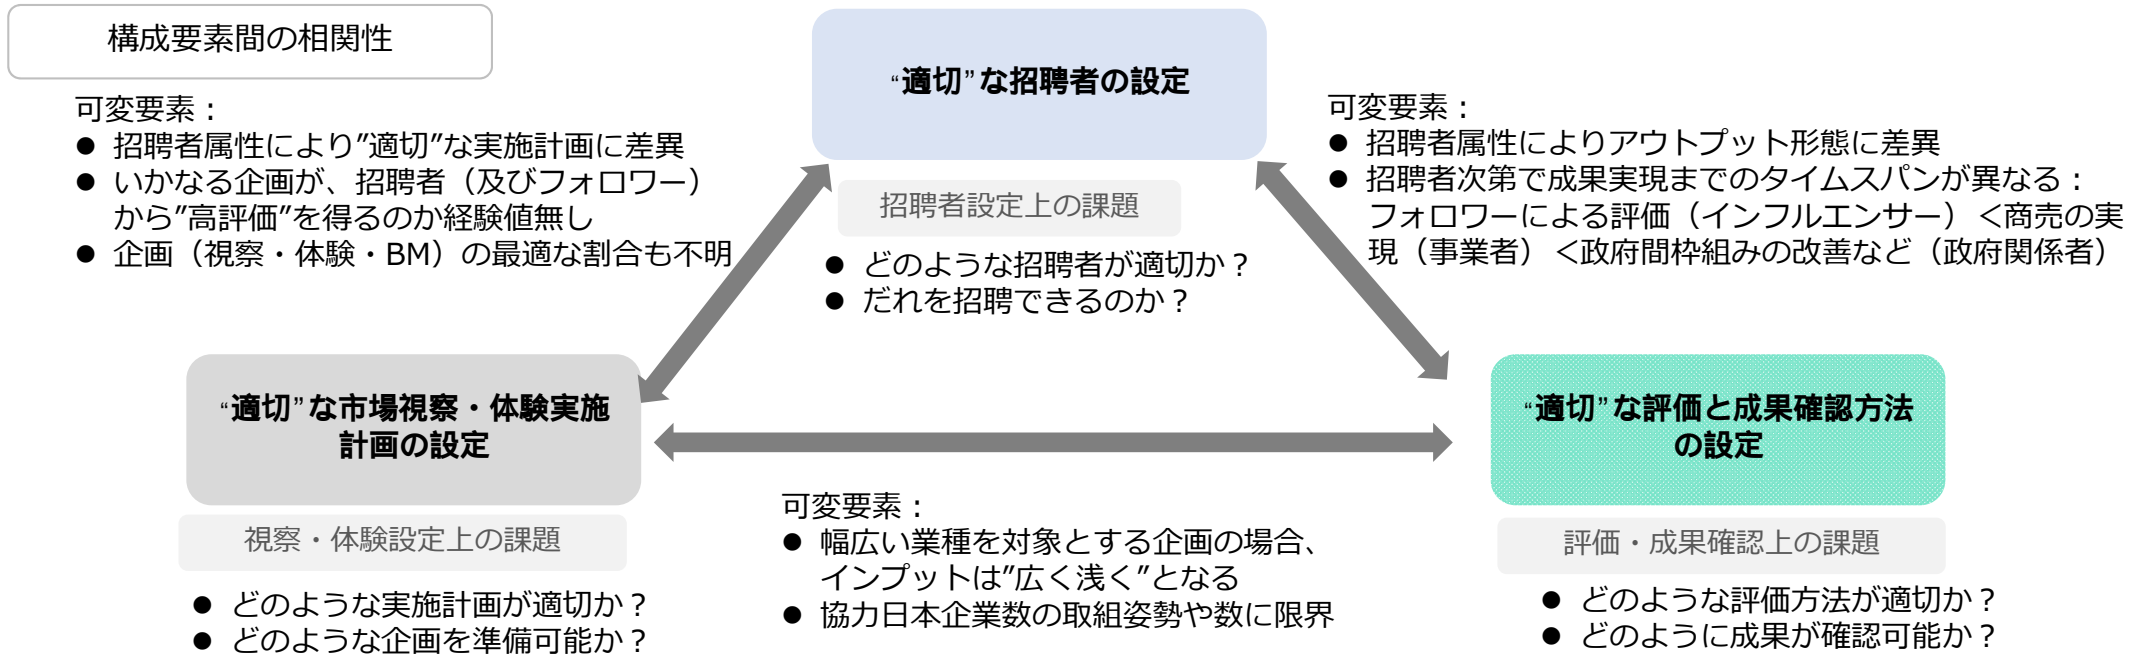 構成要素間の相関性
“適切”な招聘者の設定
可変要素：
● 招聘者属性により”適切”な実施計画に差異
● いかなる企画が、招聘者（及びフォロワー）
から”高評価”を得るのか経験値無し
● 企画（視察・体験・BM）の最適な割合も不明
可変要素：
● 招聘者属性によりアウトプット形態に差異
● 招聘者次第で成果実現までのタイムスパンが異なる：
フォロワーによる評価（インフルエンサー）＜商売の実
現（事業者）＜政府間枠組みの改善など（政府関係者）
招聘者設定上の課題
● どのような招聘者が適切か？
● だれを招聘できるのか？
“適切”な市場視察・体験実施
計画の設定
視察・体験設定上の課題
● どのような実施計画が適切か？
● どのような企画を準備可能か？
可変要素：
● 幅広い業種を対象とする企画の場合、
インプットは”広く浅く”となる
● 協力日本企業数の取組姿勢や数に限界
“適切”な評価と成果確認方法
の設定
評価・成果確認上の課題
● どのような評価方法が適切か？
● どのように成果が確認可能か？